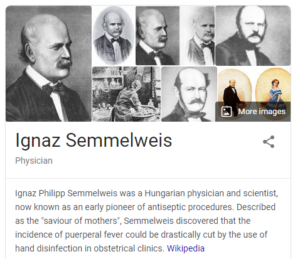 More images
Ignaz Semmelweis
Physician
Ignaz Philipp Semmelweis was a Hungarian physician and scientist,
now known as an early pioneer of antiseptic procedures. Described
as the "saviour of mothers", Semmelweis discovered that the
incidence of puerperal fever could be drastically cut by the use of
hand disinfection in obstetrical clinics. Wikipedia